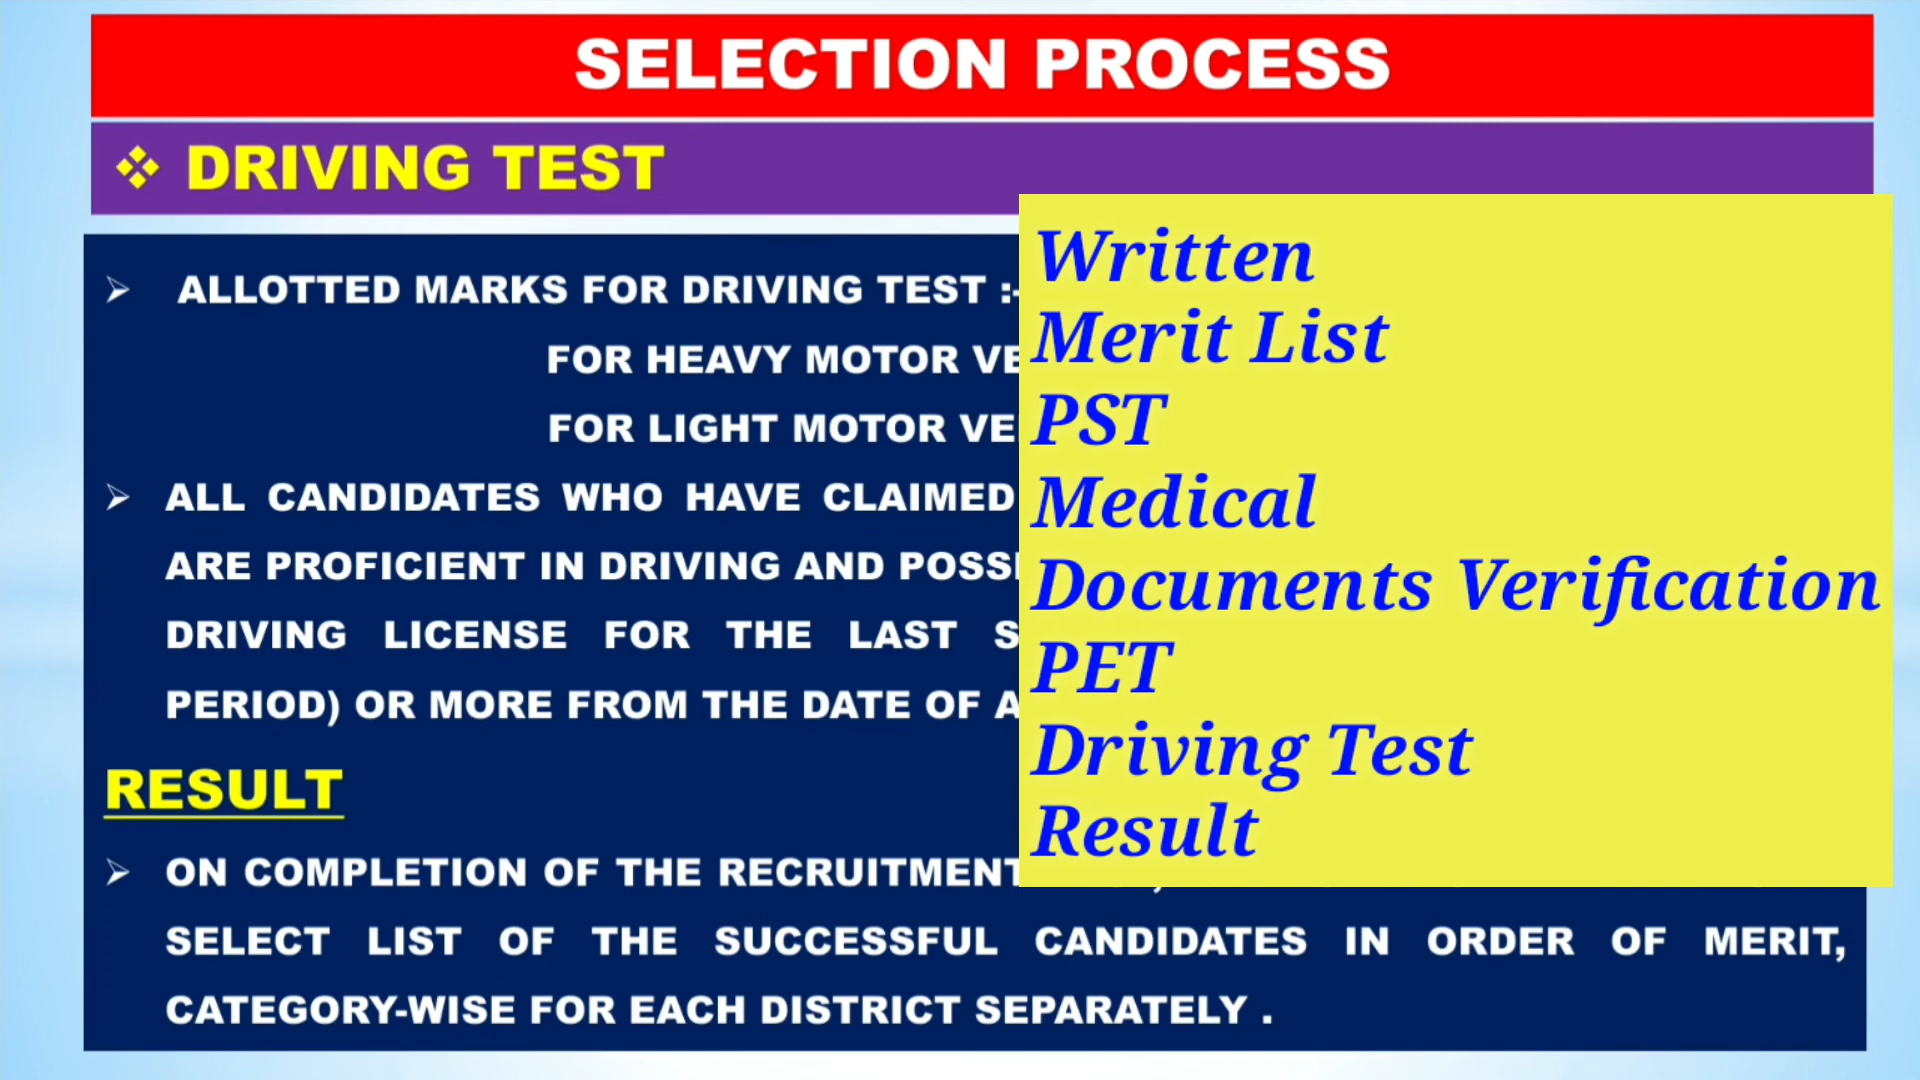 SELECTION PROCESS
❖ DRIVING TEST
➢ ALLOTTED MARKS FOR DRIVING TEST :-
FOR HEAVY MOTOR
FOR LIGHT MOTOR
➢ ALL CANDIDATES WHO HAVE CLAIMED
ARE PROFICIENT IN DRIVING AND
DRIVING LICENSE FOR THE LAST
PERIOD) OR MORE FROM THE DATE OF
RESULT
➢ ON COMPLETION OF THE RECRUITMENT
SELECT LIST OF THE SUCCESSFUL CANDIDATES IN ORDER OF MERIT,
CATEGORY-WISE FOR EACH DISTRICT SEPARATELY .
Written
Merit List
PST
Medical
Documents Verification
PET
Driving Test
Result